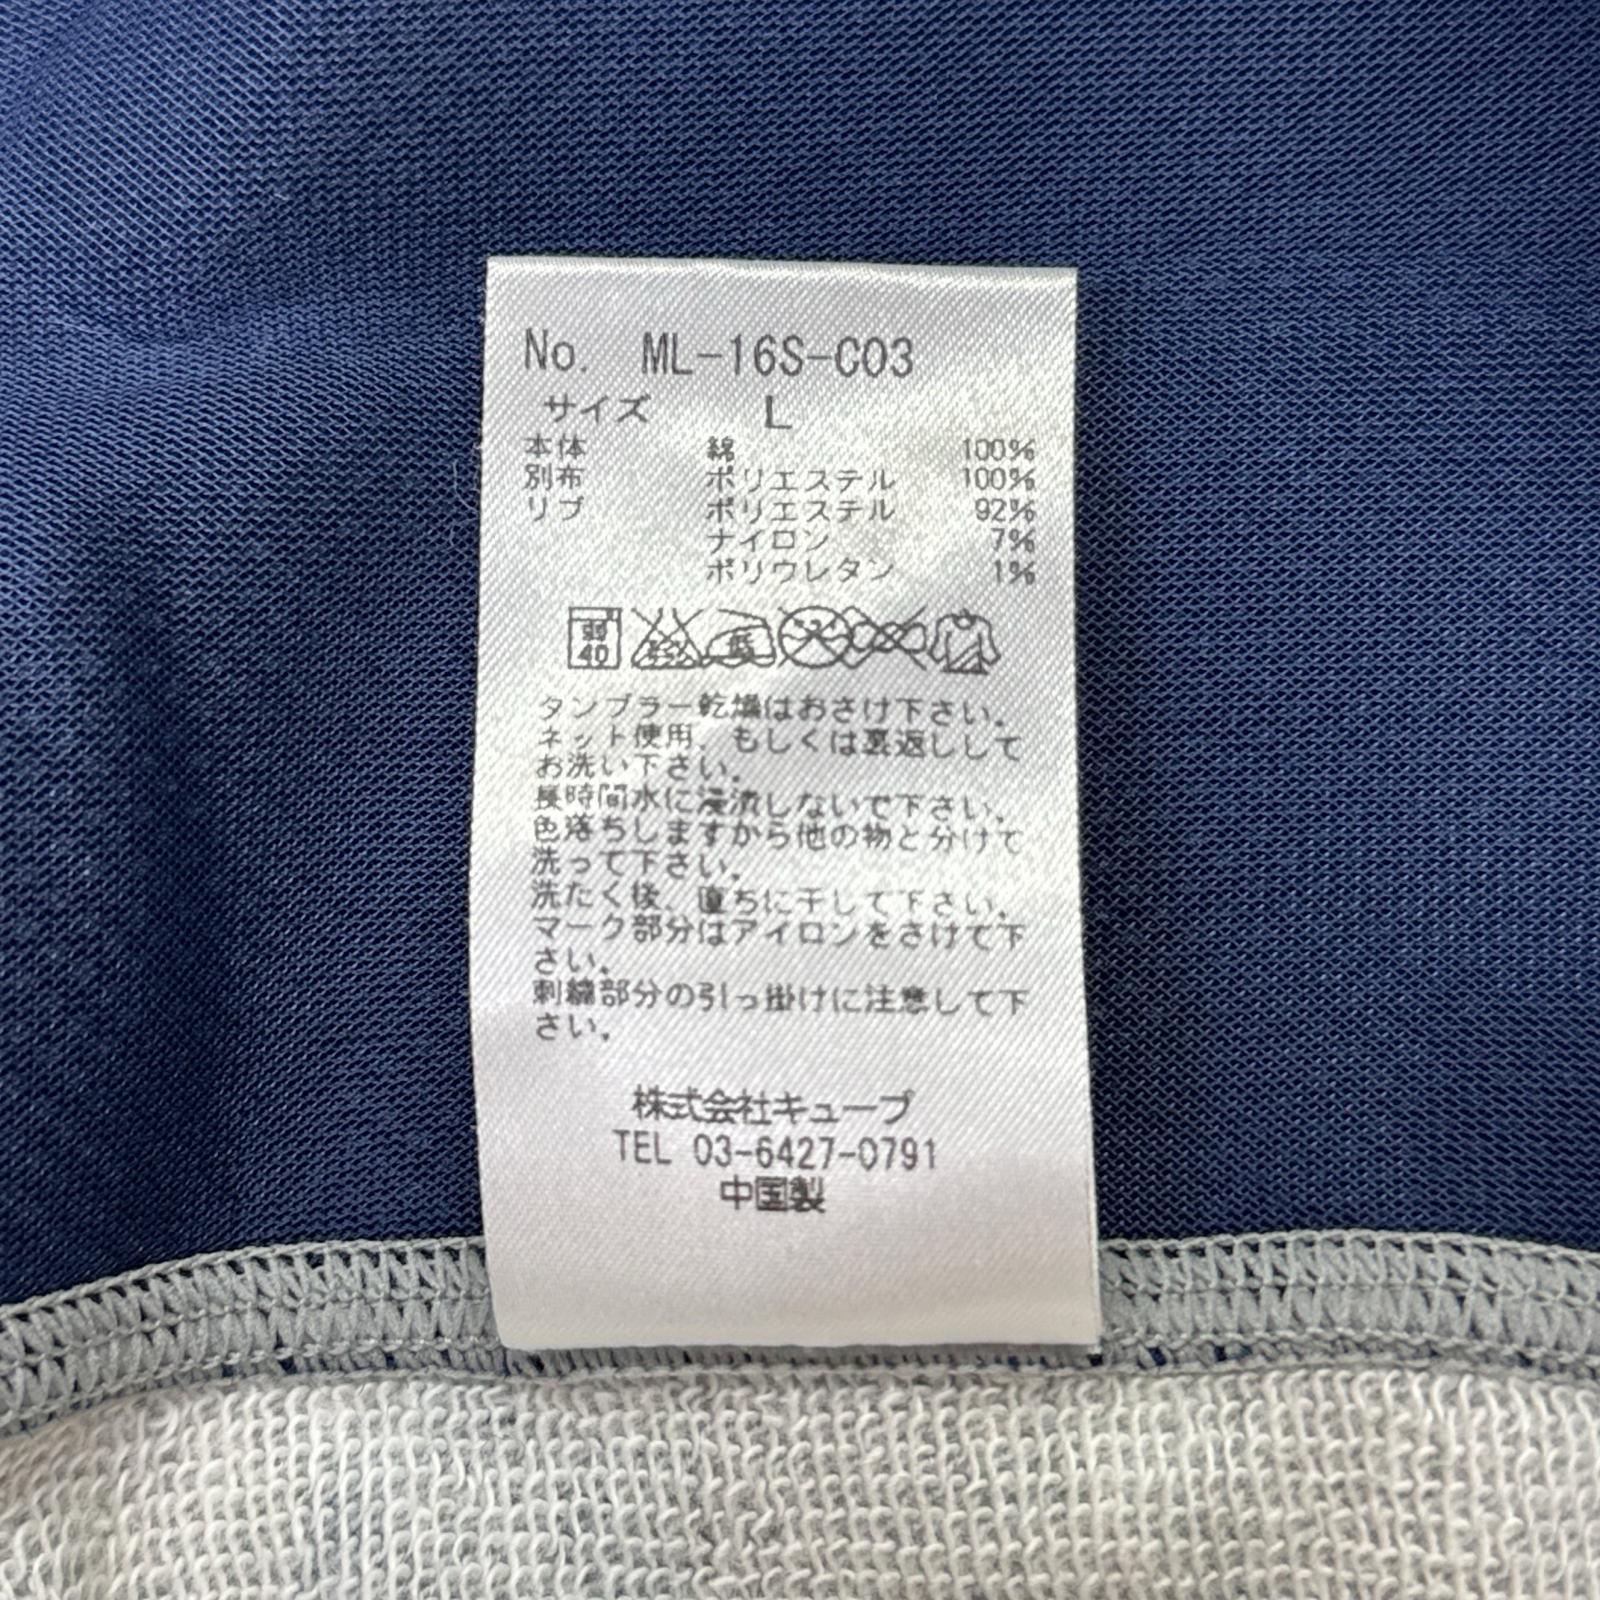 No. ML-16S-C03
サイズ L
本体 綿 100%
別布 ポリエステル 100%
リブ ポリエステル 92%
ナイロン 7%
ポリウレタン 1%
40
タンブラー乾燥はおさけ下さい。
ネット使用、もしくは裏返しして
お洗い下さい。
長時間水に浸漬しないで下さい。
色落ちしますから他の物と分けて
洗って下さい。
洗たく後、直ちに干して下さい。
マーク部分はアイロンをさけて下
さい。
刺繍部分の引っ掛けに注意して下
さい。
株式会社キューブ
TEL 03-6427-0791
中国製